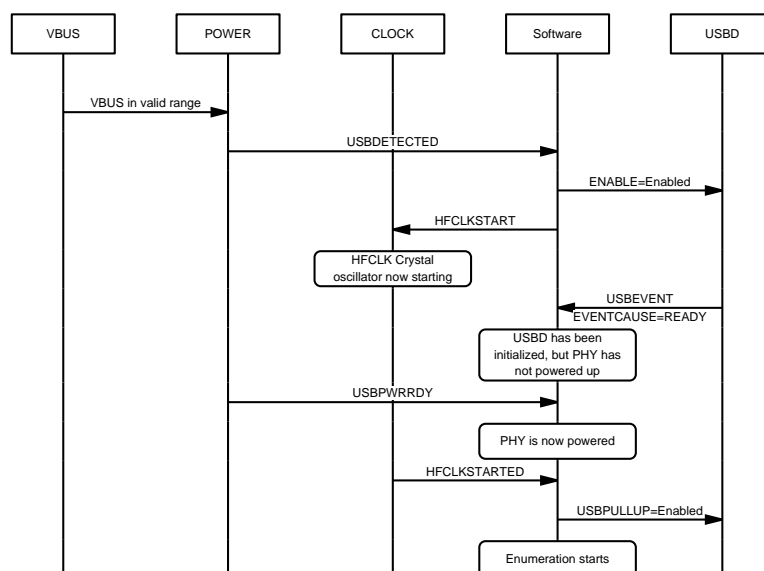 VBUS
POWER
CLOCK
Software
USBD
VBUS in valid range
USBDETECTED
ENABLE=Enabled
HFCLKSTART
HFCLK Crystal
oscillator now starting
USBEVENT
EVENTCAUSE=READY
USBD has been
initialized, but PHY has
not powered up
USBPWRRDY
PHY is now powered
HFCLKSTARTED
USBPULLUP=Enabled
Enumeration starts